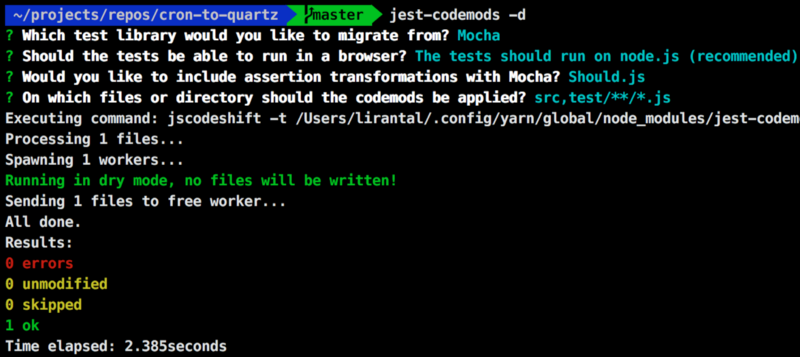 ~/projects/repos/cron-to-quartz master jest-codemods -d
? Which test library would you like to migrate from? Mocha
? Should the tests be able to run in a browser? The tests should run on node.js (recommended)
? Would you like to include assertion transformations with Mocha? Should.js
? On which files or directory should the codemods be applied? src,test/**/*.js
Executing command: jscodeshift -t /Users/lirantal/.config/yarn/global/node_modules/jest-codem
Processing 1 files...
Spawning 1 workers...
Running in dry mode, no files will be written!
Sending 1 files to free worker...
All done.
Results:
0 errors
0 unmodified
0 skipped
1 ok
Time elapsed: 2.385seconds